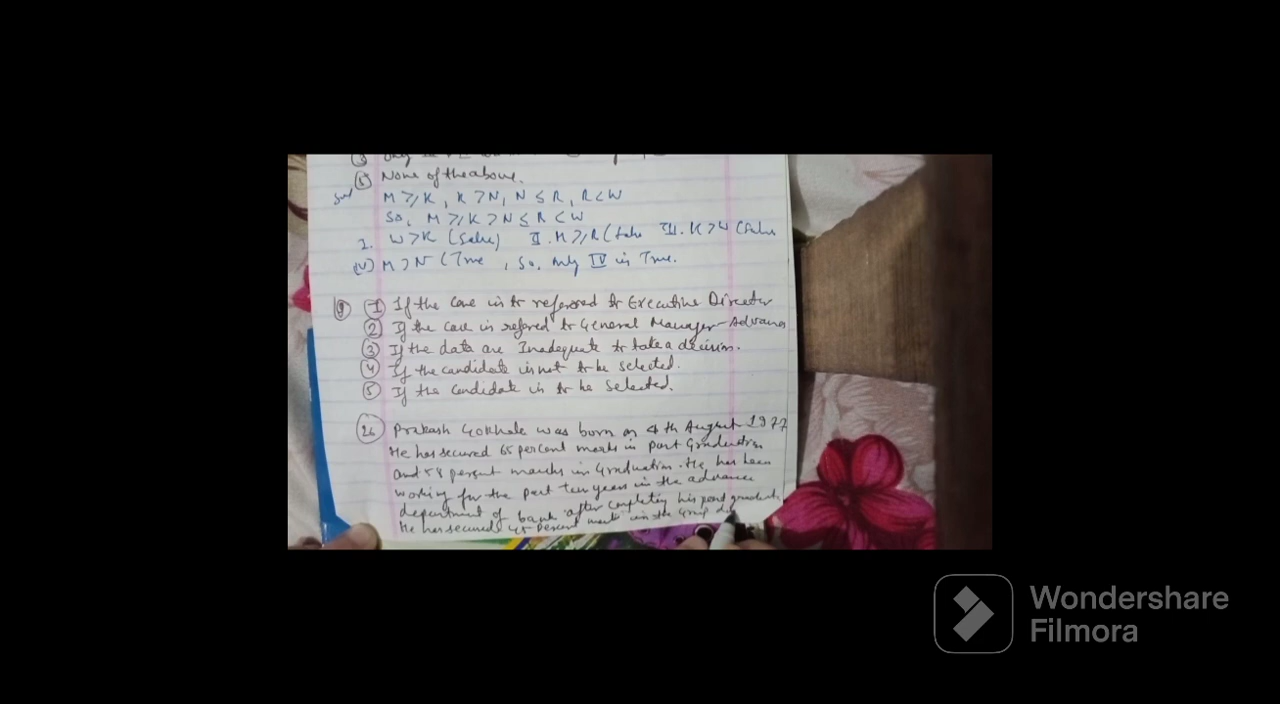 ⑤ None of the above.
M ≥ K, K > N, N ≤ R, R < W
So, M ≥ K > N ≤ R < W
I. W > K (false) II. M ≥ R (false III. K > W (false
(IV) M > N (True , So, only IV is True.
① If the case is to referred to Executive Director
② If the case is refered to General Manager-Advances
③ If the data are Inadequate to take a decision.
④ If the candidate is not to be selected.
⑤ If the candidate is to be selected.
㉖ Prakash Gokhale was born on 4th August 1977
He has secured 65 percent marks in post Graduation
and 58 percent marks in Graduation. He has been
working for the past ten years in the advance
department of bank after completing his post graduate
He has secured 45 percent marks in the Group
Wondershare
Filmora